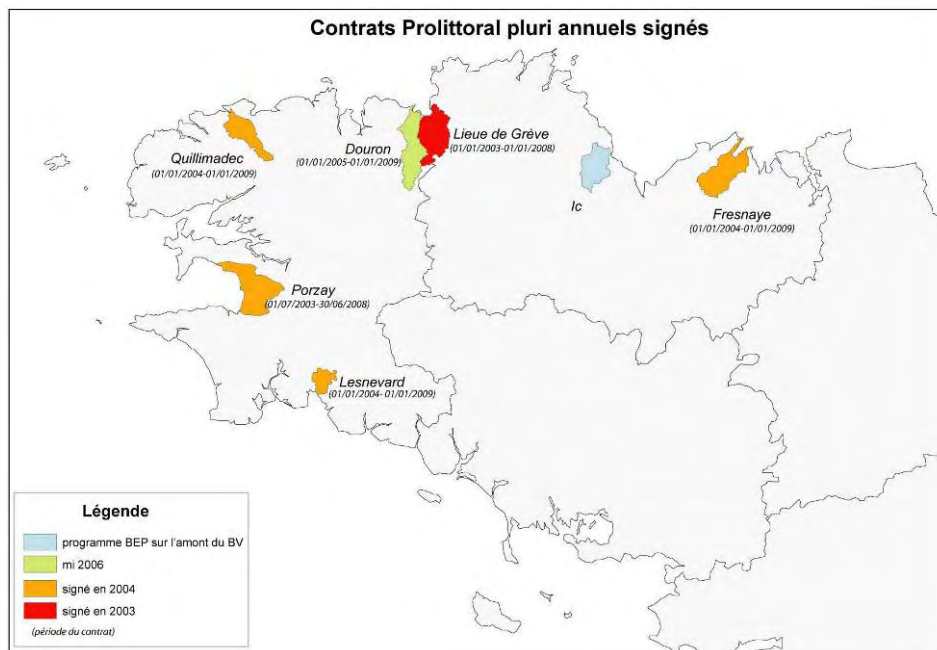 Contrats Prolittoral pluri annuels signés
Lieue de Grève
(01/01/2003-01/01/2008)
Douron
(01/01/2005-01/01/2009)
Quillimadec
(01/01/2004-01/01/2009)
Ic
Fresnaye
(01/01/2004-01/01/2009)
Porzay
(01/07/2003-30/06/2008)
Lesnevard
(01/01/2004- 01/01/2009)
Légende
programme BEP sur l'amont du BV
mi 2006
signé en 2004
signé en 2003
(période du contrat)